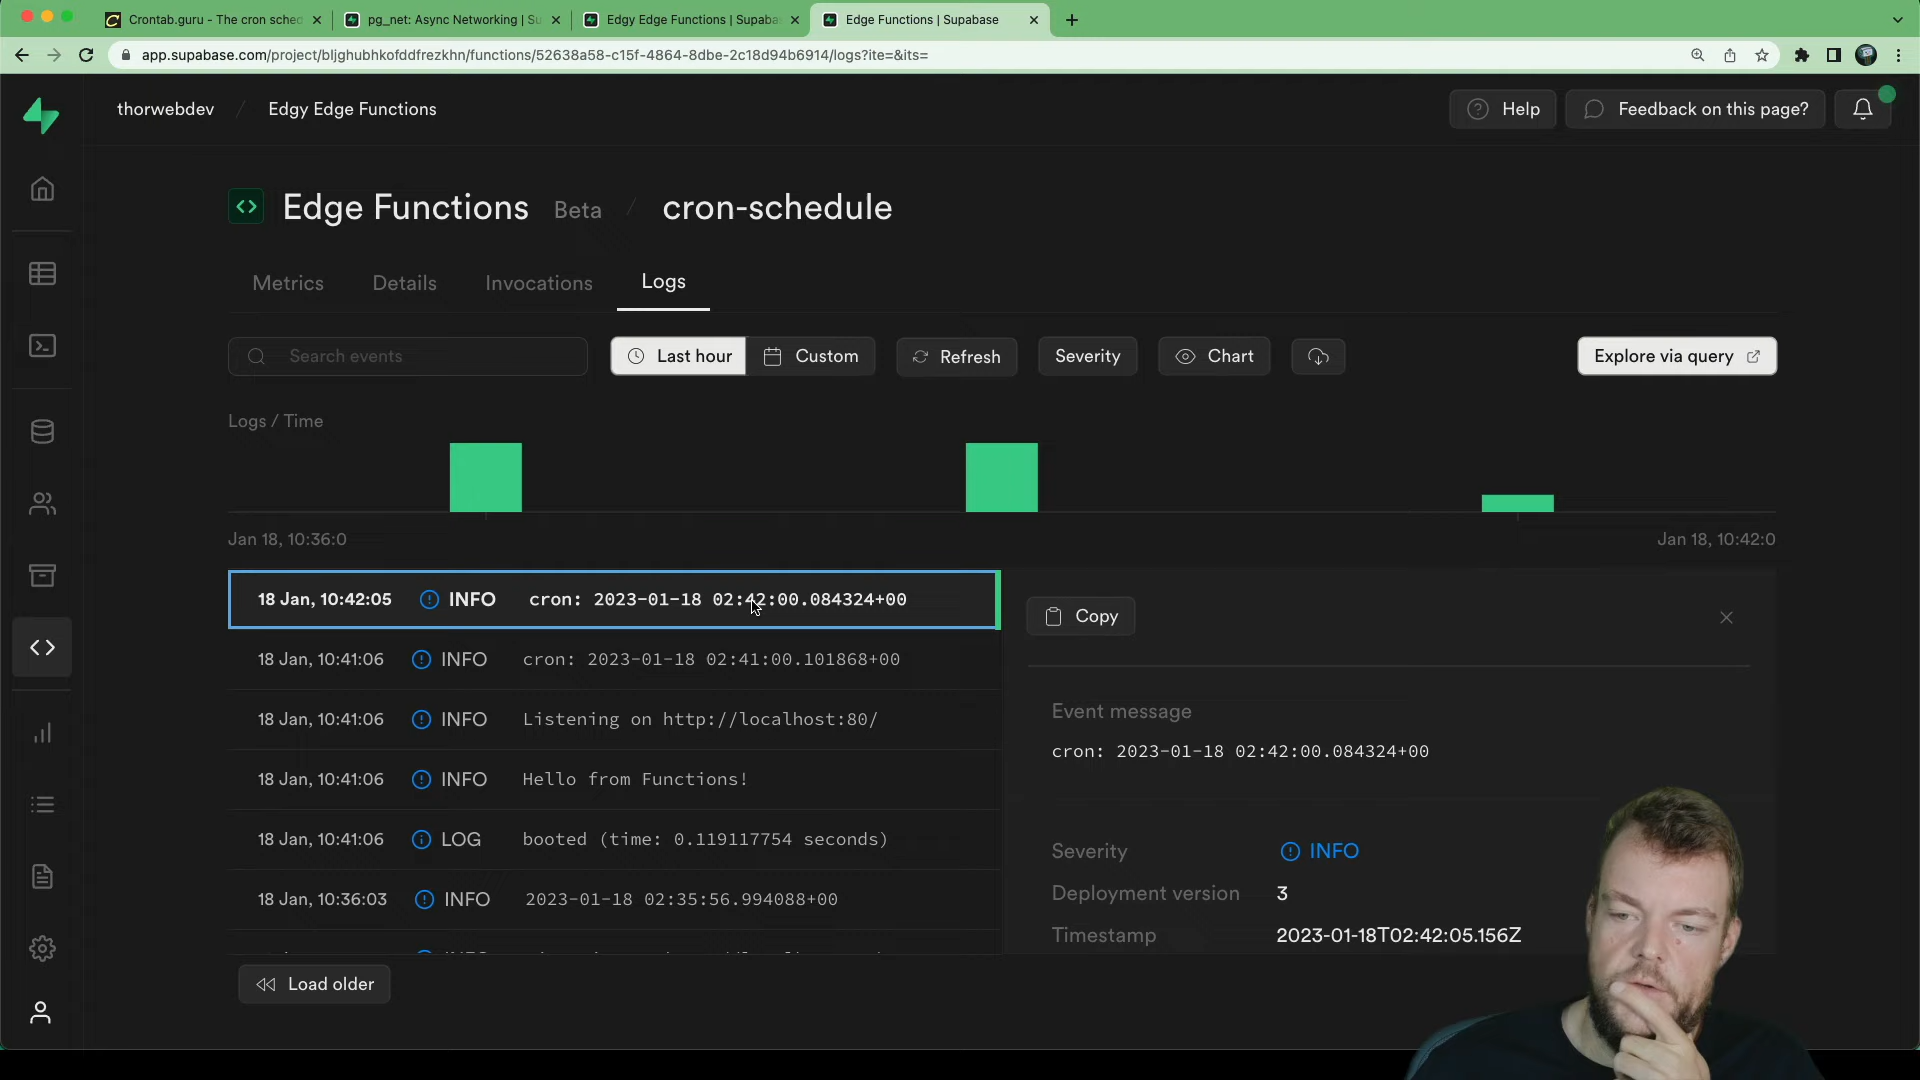 Crontab.guru - The cron sched
pg_net: Async Networking | Su
Edgy Edge Functions | Supaba
Edge Functions | Supabase
app.supabase.com/project/bljghubhkofddfrezkhn/functions/52638a58-c15f-4864-8dbe-2c18d94b6914/logs?ite=&its=
thorwebdev / Edgy Edge Functions
Help
Feedback on this page?
Edge Functions Beta / cron-schedule
Metrics Details Invocations Logs
Search events
Last hour
Custom
Refresh
Severity
Chart
Explore via query
Logs / Time
Jan 18, 10:36:0
Jan 18, 10:42:0
18 Jan, 10:42:05 INFO cron: 2023-01-18 02:42:00.084324+00
18 Jan, 10:41:06 INFO cron: 2023-01-18 02:41:00.101868+00
18 Jan, 10:41:06 INFO Listening on http://localhost:80/
18 Jan, 10:41:06 INFO Hello from Functions!
18 Jan, 10:41:06 LOG booted (time: 0.119117754 seconds)
18 Jan, 10:36:03 INFO 2023-01-18 02:35:56.994088+00
Load older
Copy
Event message
cron: 2023-01-18 02:42:00.084324+00
Severity INFO
Deployment version 3
Timestamp 2023-01-18T02:42:05.156Z